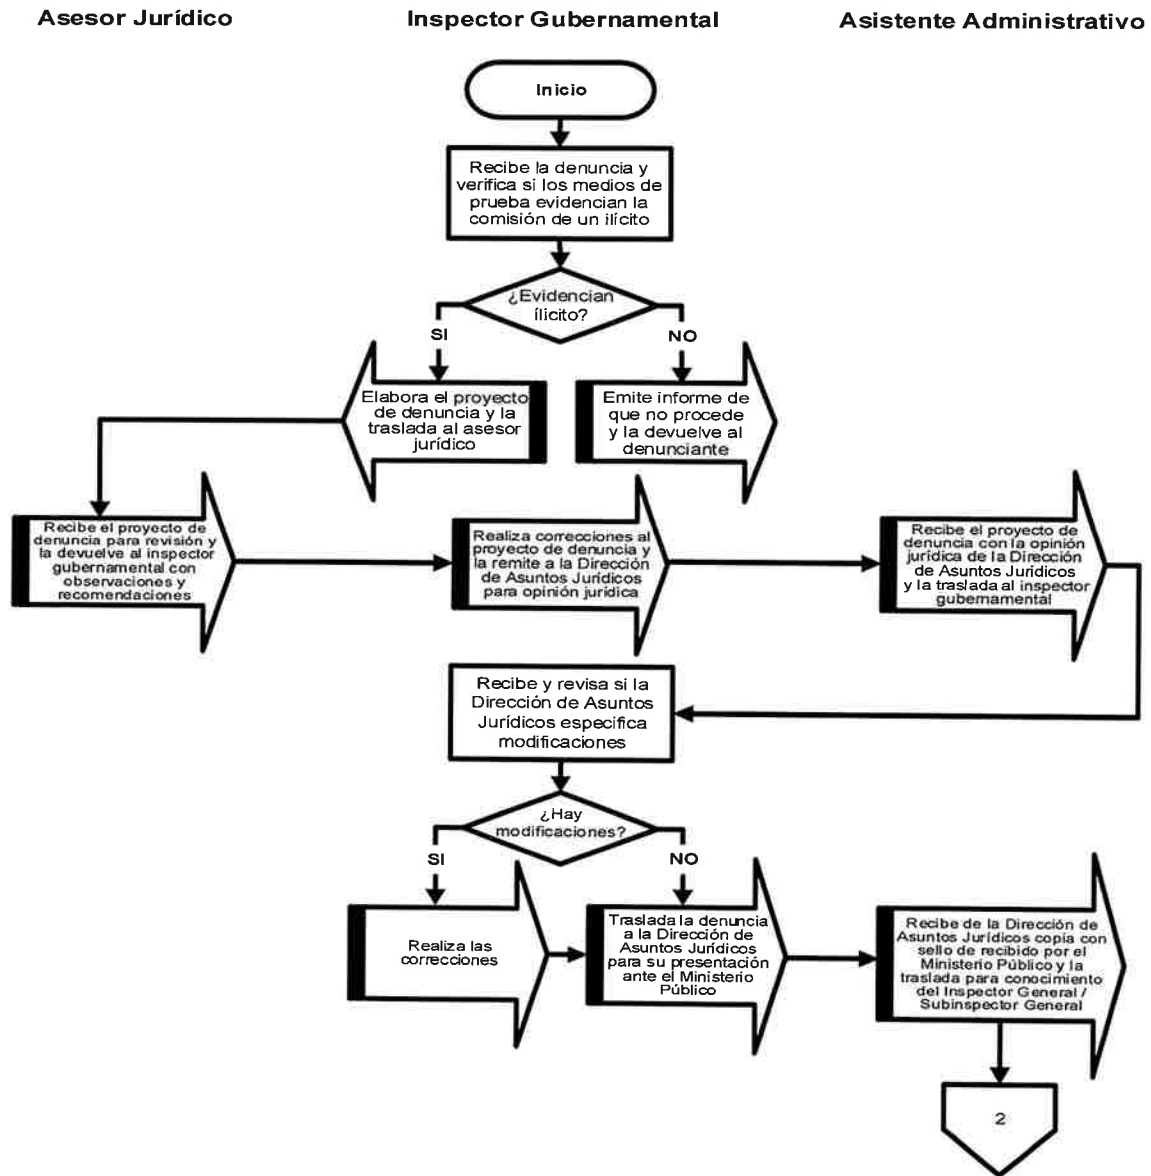 Asesor Jurídico
Inspector Gubernamental
Asistente Administrativo
Inicio
Recibe la denuncia y
verifica si los medios de
prueba evidencian la
comisión de un ilícito
¿Evidencian
ílicito?
SI
NO
Elabora el proyecto
de denuncia y la
traslada al asesor
jurídico
Emite informe de
que no procede
y la devuelve al
denunciante
Recibe el proyecto de
denuncia para revisión y
la devuelve al inspector
gubernamental con
observaciones y
recomendaciones
Realiza correcciones al
proyecto de denuncia y
la remite a la Dirección
de Asuntos Jurídicos
para opinión jurídica
Recibe el proyecto de
denuncia con la opinión
jurídica de la Dirección
de Asuntos Jurídicos
y la traslada al inspector
gubernamental
Recibe y revisa si la
Dirección de Asuntos
Jurídicos especifica
modificaciones
¿Hay
modificaciones?
SI
NO
Realiza las
correcciones
Traslada la denuncia
a la Dirección de
Asuntos Jurídicos
para su presentación
ante el Ministerio
Público
Recibe de la Dirección de
Asuntos Jurídicos copia con
sello de recibido por el
Ministerio Público y la
traslada para conocimiento
del Inspector General /
Subinspector General
2